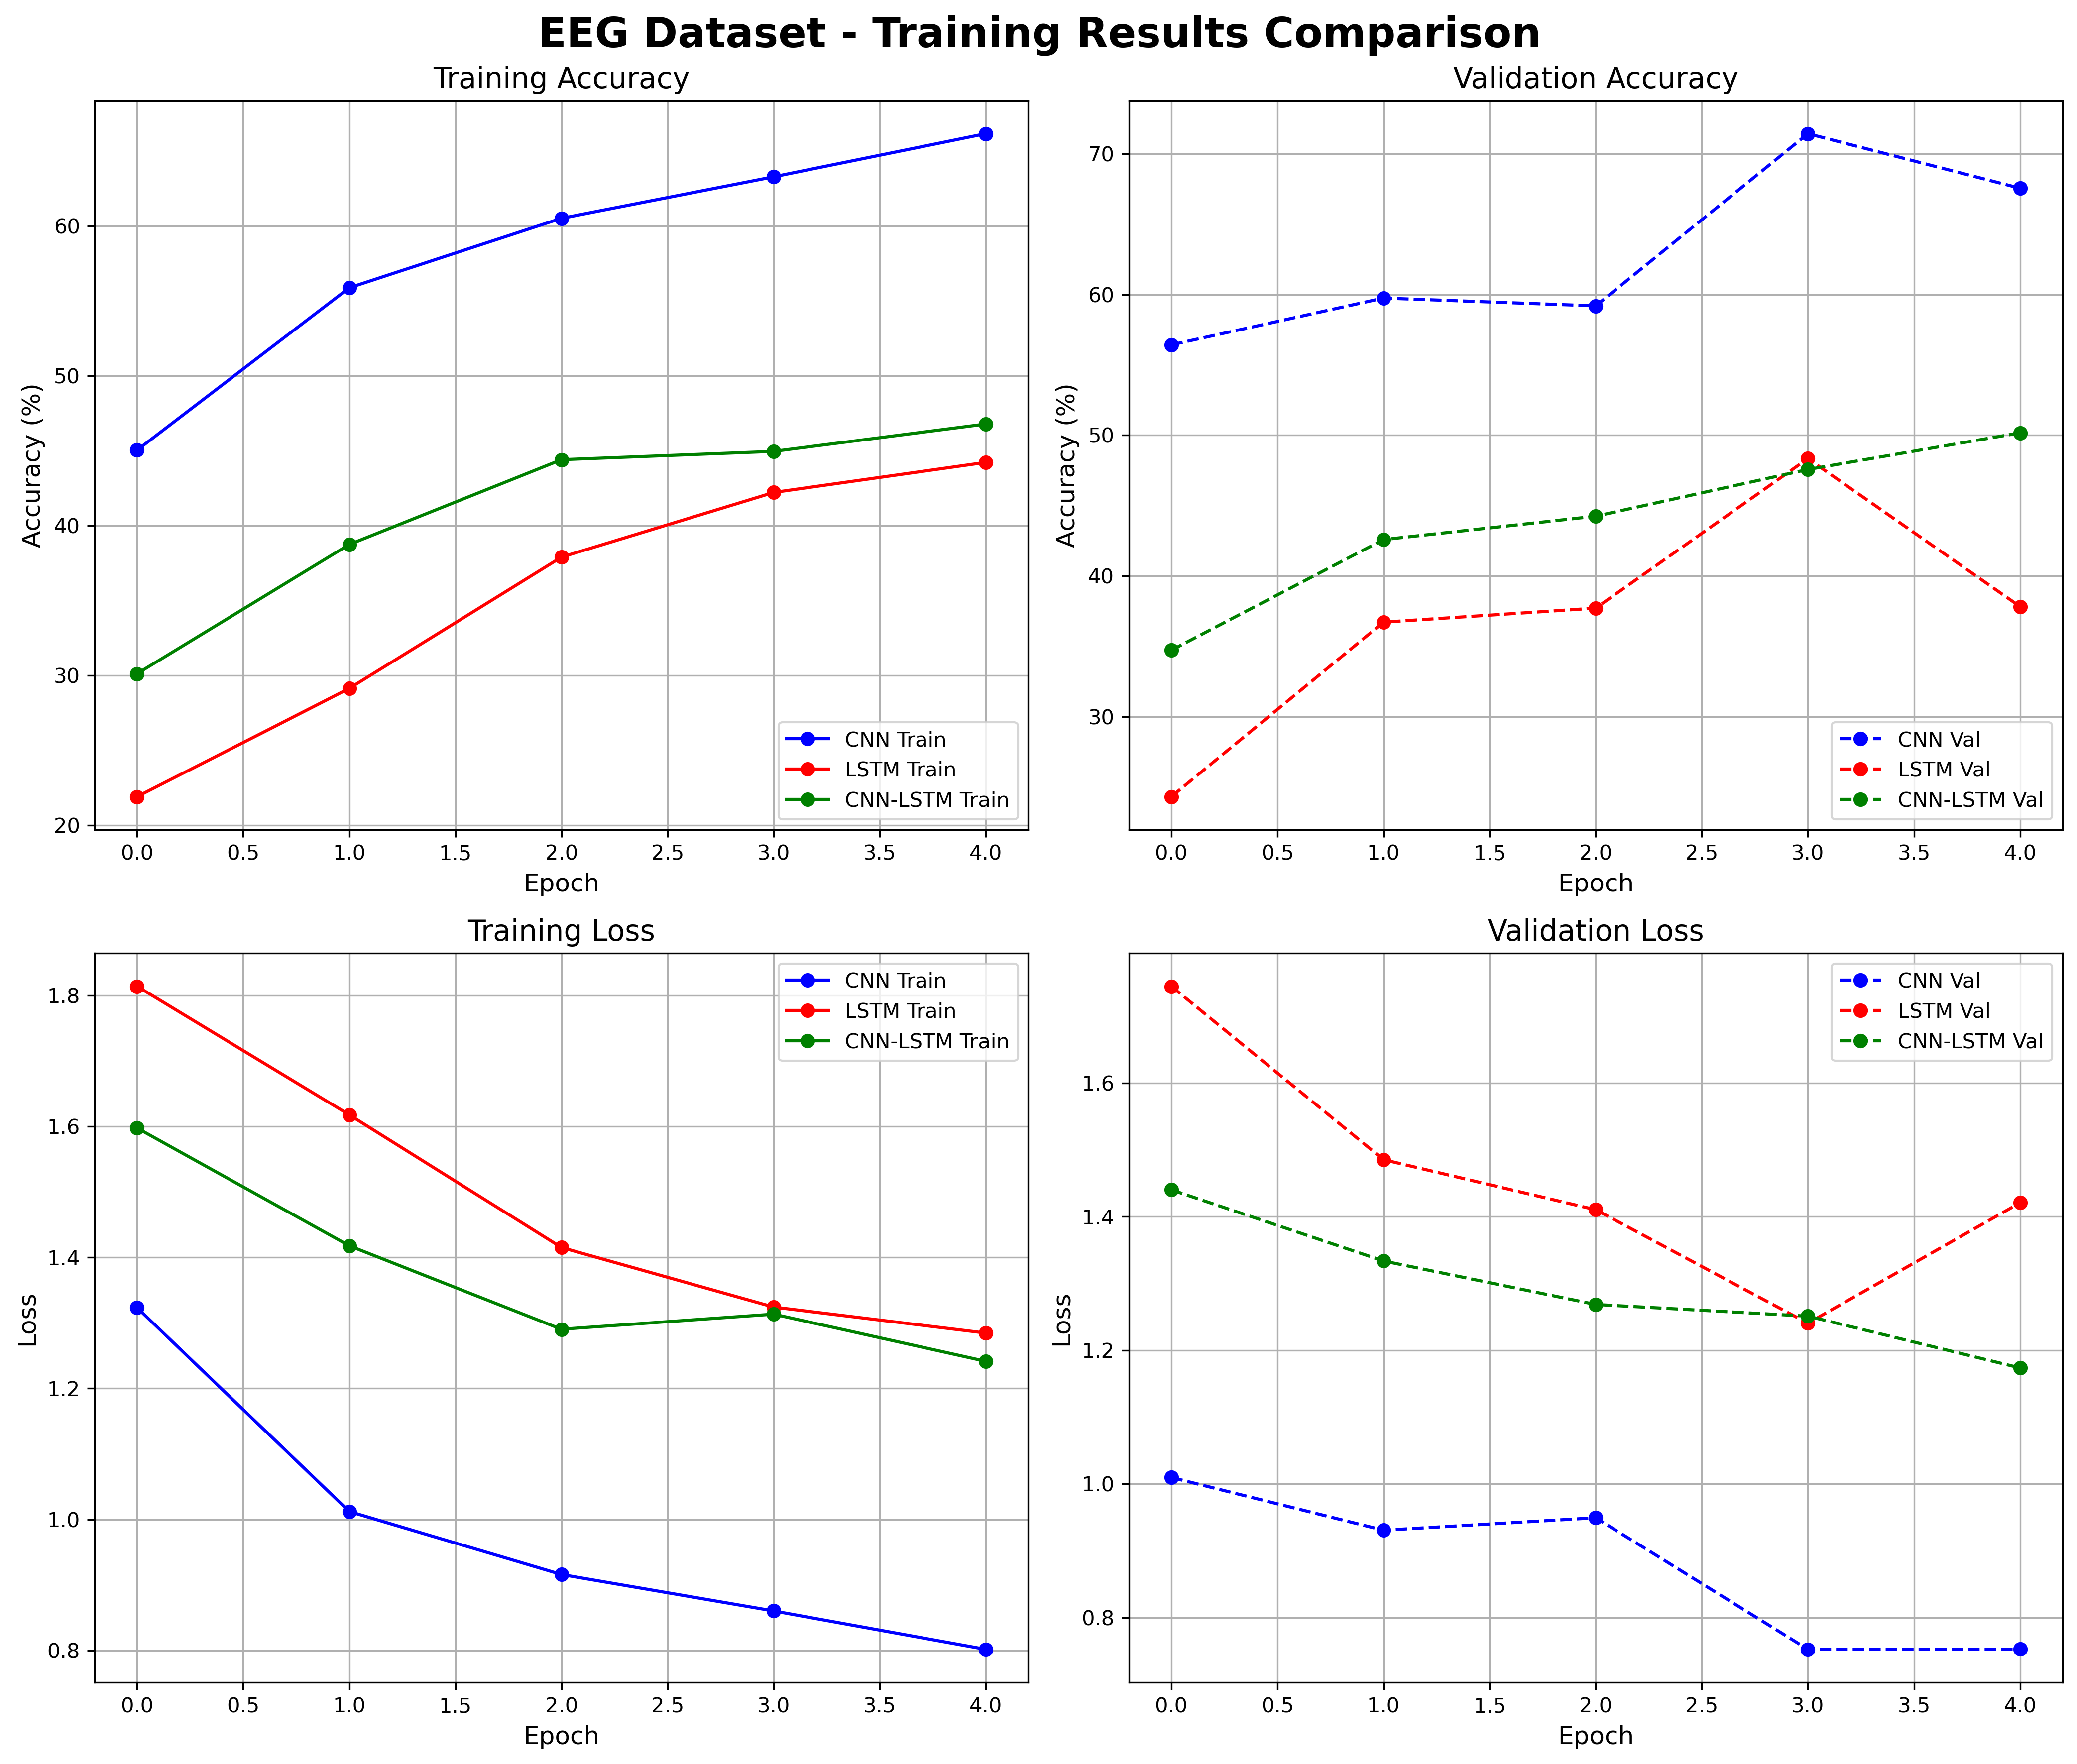 EEG Dataset - Training Results Comparison
Training Accuracy
Accuracy (%)
60
50
40
30
20
0.0 0.5 1.0 1.5 2.0 2.5 3.0 3.5 4.0
Epoch
CNN Train
LSTM Train
CNN-LSTM Train
Validation Accuracy
Accuracy (%)
70
60
50
40
30
0.0 0.5 1.0 1.5 2.0 2.5 3.0 3.5 4.0
Epoch
CNN Val
LSTM Val
CNN-LSTM Val
Training Loss
Loss
1.8
1.6
1.4
1.2
1.0
0.8
0.0 0.5 1.0 1.5 2.0 2.5 3.0 3.5 4.0
Epoch
CNN Train
LSTM Train
CNN-LSTM Train
Validation Loss
Loss
1.6
1.4
1.2
1.0
0.8
0.0 0.5 1.0 1.5 2.0 2.5 3.0 3.5 4.0
Epoch
CNN Val
LSTM Val
CNN-LSTM Val